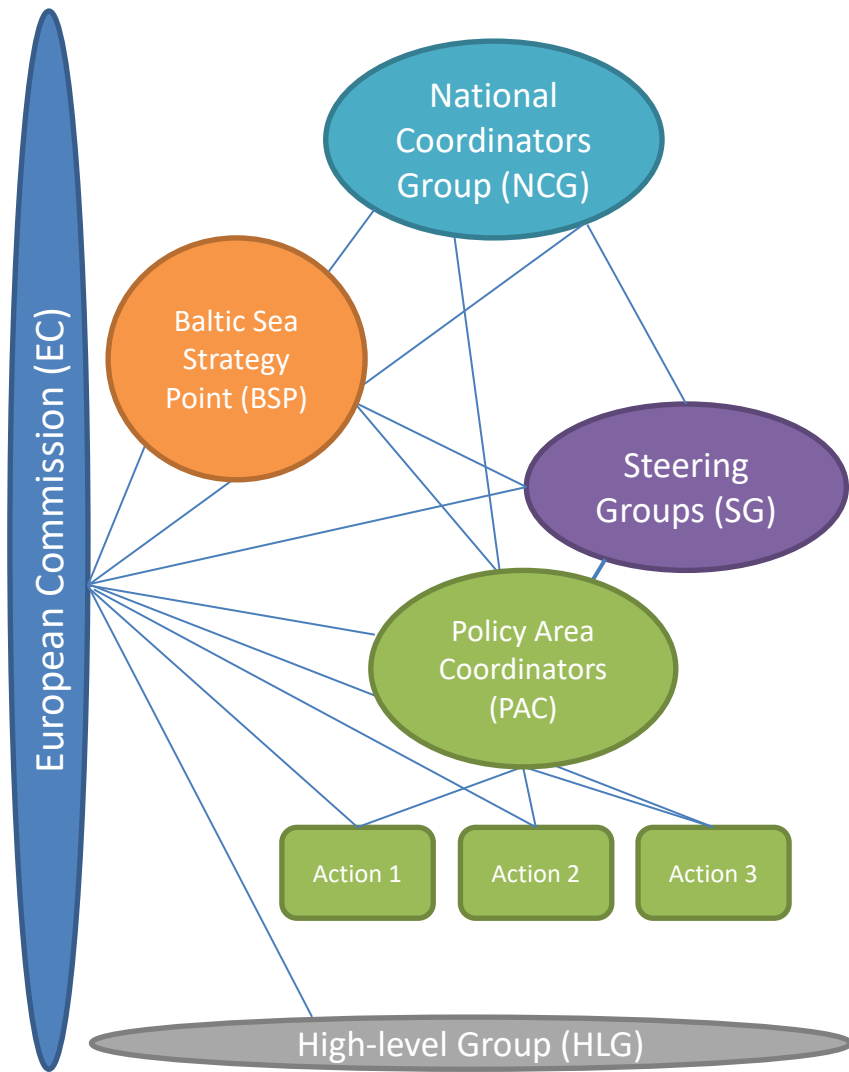 European Commission (EC)
National
Coordinators
Group (NCG)
Baltic Sea
Strategy
Point (BSP)
Steering
Groups (SG)
Policy Area
Coordinators
(PAC)
Action 1
Action 2
Action 3
High-level Group (HLG)